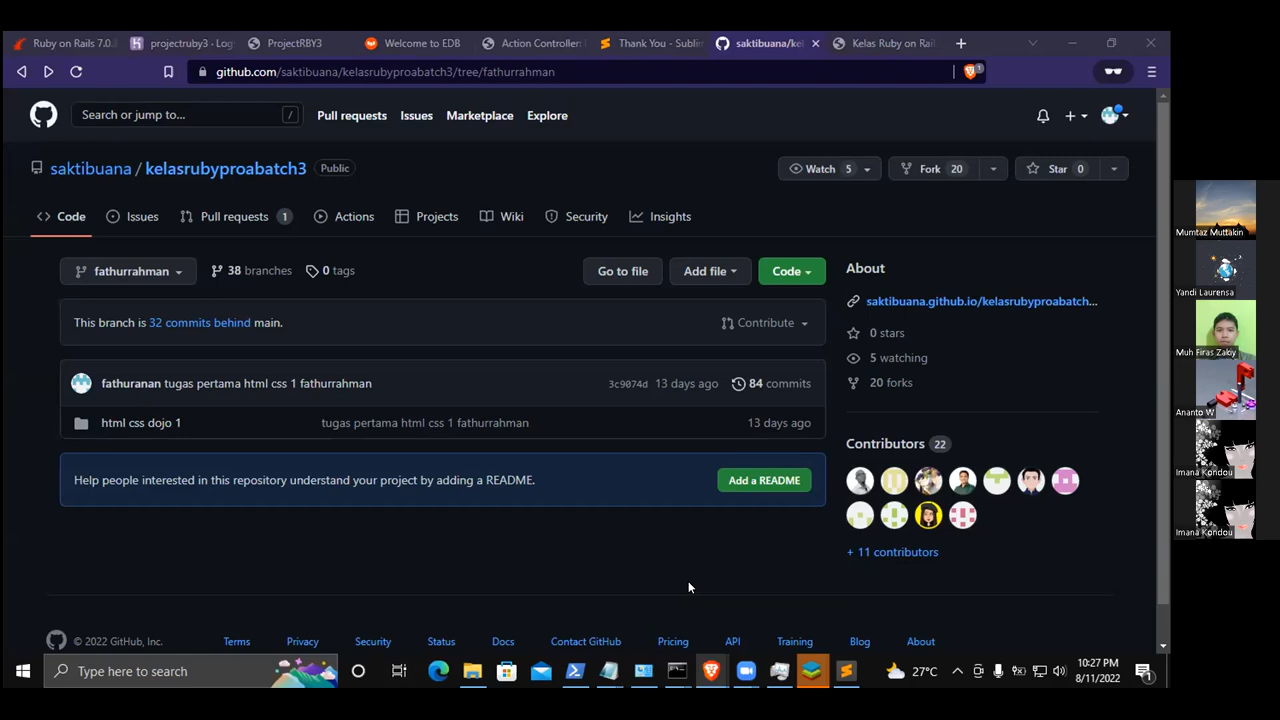 Ruby on Rails 7.0.
projectruby3 - Log
ProjectRBY3
Welcome to EDB
Action Controller:
Thank You - Sublim
saktibuana/kel
Kelas Ruby on Rail
github.com/saktibuana/kelasrubyproabatch3/tree/fathurrahman
1
Search or jump to...
/
Pull requests
Issues
Marketplace
Explore
saktibuana / kelasrubyproabatch3
Public
Watch 5
Fork 20
Star 0
Code
Issues
Pull requests 1
Actions
Projects
Wiki
Security
Insights
fathurrahman
38 branches
0 tags
Go to file
Add file
Code
About
This branch is 32 commits behind main.
Contribute
saktibuana.github.io/kelasrubyproabatch...
0 stars
5 watching
20 forks
fathuranan tugas pertama html css 1 fathurrahman
3c9074d 13 days ago
84 commits
html css dojo 1
tugas pertama html css 1 fathurrahman
13 days ago
Help people interested in this repository understand your project by adding a README.
Add a README
Contributors 22
+ 11 contributors
© 2022 GitHub, Inc.
Terms
Privacy
Security
Status
Docs
Contact GitHub
Pricing
API
Training
Blog
About
Type here to search
27°C
10:27 PM
8/11/2022
1
Mumtaz Muttakin
Yandi Laurensa
Muh Firas Zakiy
Ananto W
Imana Kondou
Imana Kondou